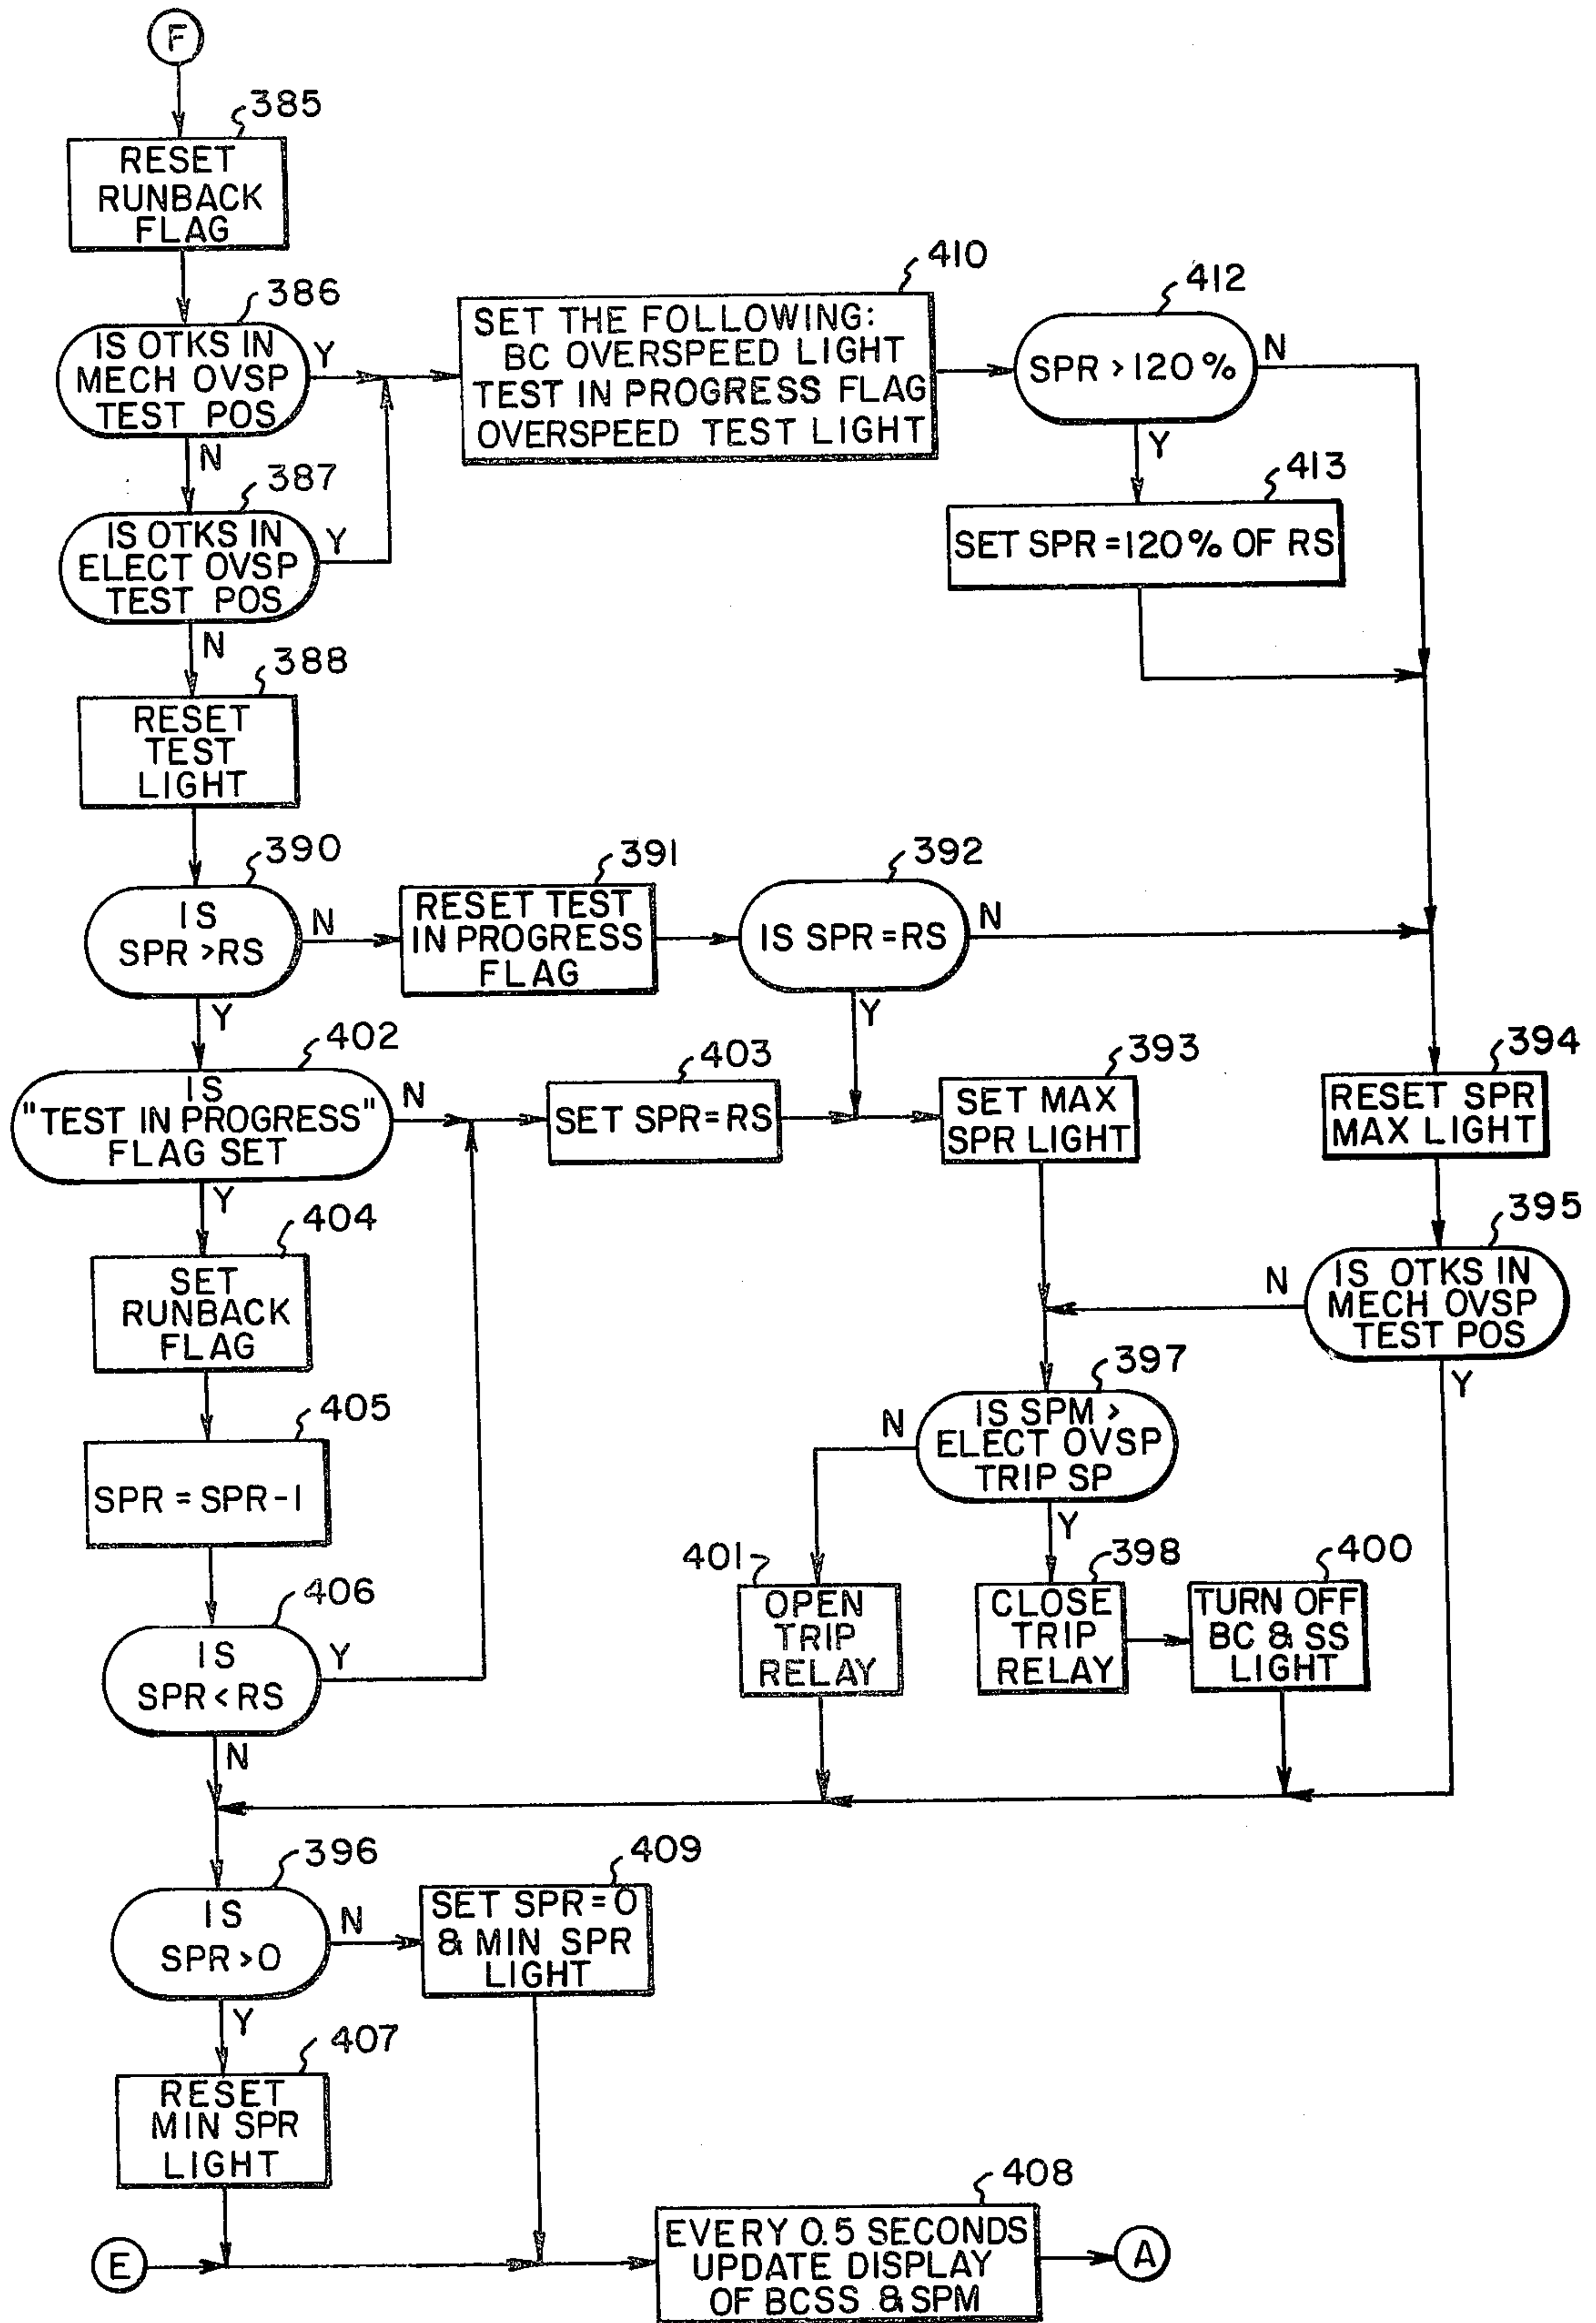 F
385
RESET
RUNBACK
FLAG
386
IS OTKS IN
MECH OVSP
TEST POS
Y
N
410
SET THE FOLLOWING:
BC OVERSPEED LIGHT
TEST IN PROGRESS FLAG
OVERSPEED TEST LIGHT
412
SPR > 120 %
N
Y
413
SET SPR = 120 % OF RS
387
IS OTKS IN
ELECT OVSP
TEST POS
Y
N
388
RESET
TEST
LIGHT
390
IS
SPR > RS
N
Y
391
RESET TEST
IN PROGRESS
FLAG
392
IS SPR = RS
N
Y
402
IS
"TEST IN PROGRESS"
FLAG SET
N
Y
403
SET SPR = RS
393
SET MAX
SPR LIGHT
394
RESET SPR
MAX LIGHT
395
IS OTKS IN
MECH OVSP
TEST POS
N
Y
404
SET
RUNBACK
FLAG
405
SPR = SPR - 1
406
IS
SPR < RS
Y
N
397
IS SPM >
ELECT OVSP
TRIP SP
N
Y
401
OPEN
TRIP
RELAY
398
CLOSE
TRIP
RELAY
400
TURN OFF
BC & SS
LIGHT
396
IS
SPR > 0
N
Y
409
SET SPR = 0
& MIN SPR
LIGHT
407
RESET
MIN SPR
LIGHT
E
408
EVERY 0.5 SECONDS
UPDATE DISPLAY
OF BCSS & SPM
A